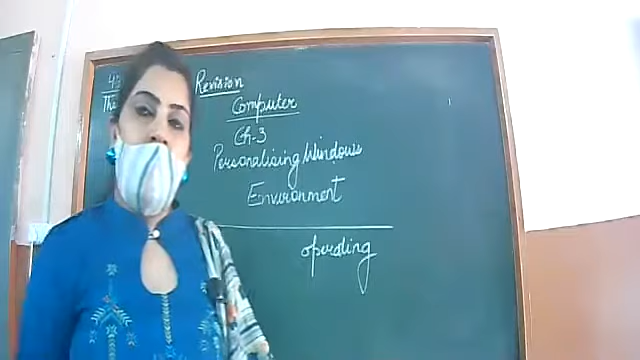 Revision
Computer
Ch-3
Personalising Windows
Environment
operating